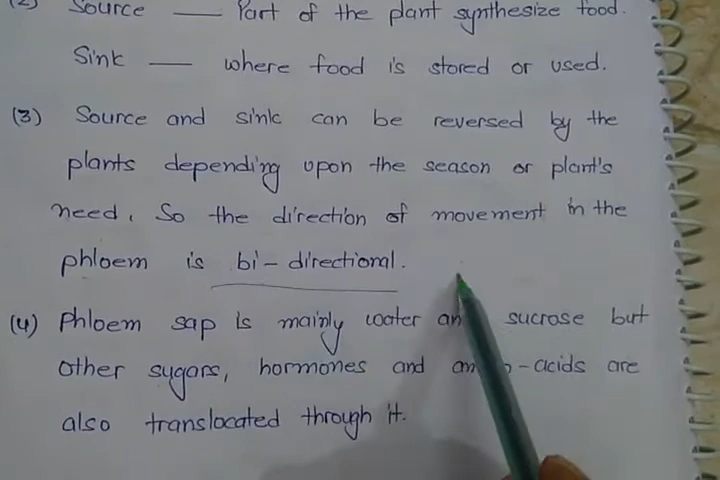 (2) Source — Part of the plant synthesize food.
Sink — where food is stored or used.
(3) Source and sink can be reversed by the
plants depending upon the season or plant's
need. So the direction of movement in the
phloem is bi-directional.
(4) Phloem sap is mainly water an sucrose but
other sugars, hormones and am -acids are
also translocated through it.